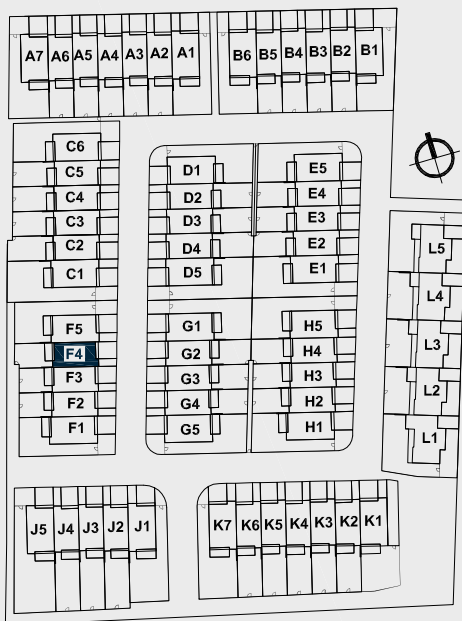 A7 A6 A5 A4 A3 A2 A1
B6 B5 B4 B3 B2 B1
C6
C5
C4
C3
C2
C1
D1
D2
D3
D4
D5
E5
E4
E3
E2
E1
L5
L4
L3
L2
L1
F5
F4
F3
F2
F1
G1
G2
G3
G4
G5
H5
H4
H3
H2
H1
J5 J4 J3 J2 J1
K7 K6 K5 K4 K3 K2 K1